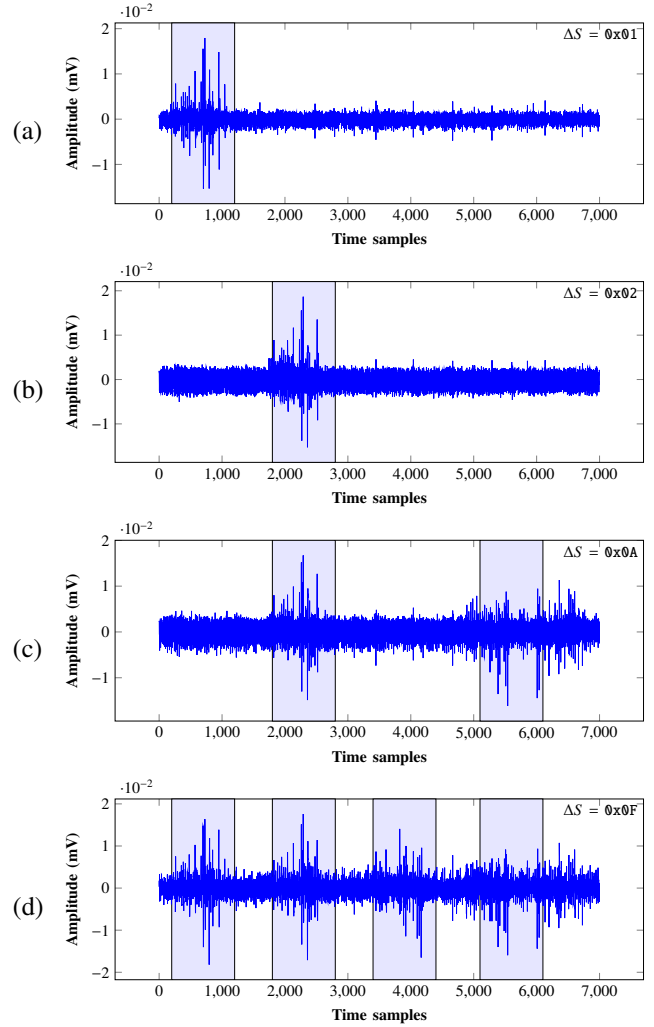 ·10⁻²
ΔS = 0x01
2
1
0
−1
Amplitude (mV)
(a)
0 1,000 2,000 3,000 4,000 5,000 6,000 7,000
Time samples
·10⁻²
ΔS = 0x02
2
1
0
−1
Amplitude (mV)
(b)
0 1,000 2,000 3,000 4,000 5,000 6,000 7,000
Time samples
·10⁻²
ΔS = 0x0A
2
1
0
−1
Amplitude (mV)
(c)
0 1,000 2,000 3,000 4,000 5,000 6,000 7,000
Time samples
·10⁻²
ΔS = 0x0F
2
1
0
−1
−2
Amplitude (mV)
(d)
0 1,000 2,000 3,000 4,000 5,000 6,000 7,000
Time samples